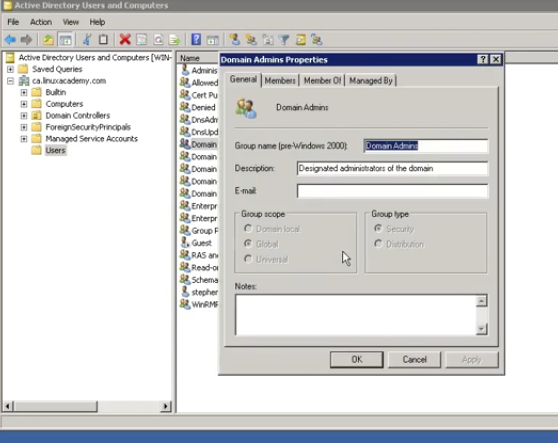 Active Directory Users and Computers
File Action View Help
Active Directory Users and Computers [WIN-
Saved Queries
ca.linuxacademy.com
Builtin
Computers
Domain Controllers
ForeignSecurityPrincipals
Managed Service Accounts
Users
Name
Adminis
Allowed
Cert Pu
Denied
DnsAdm
DnsUpd
Domain
Domain
Domain
Domain
Domain
Enterpr
Enterpr
Group P
Guest
RAS an
Read-o
Schema
stepher
WinRMR
Domain Admins Properties
General Members Member Of Managed By
Domain Admins
Group name (pre-Windows 2000): Domain Admins
Description: Designated administrators of the domain
E-mail:
Group scope Group type
Domain local Security
Global Distribution
Universal
Notes:
OK Cancel Apply